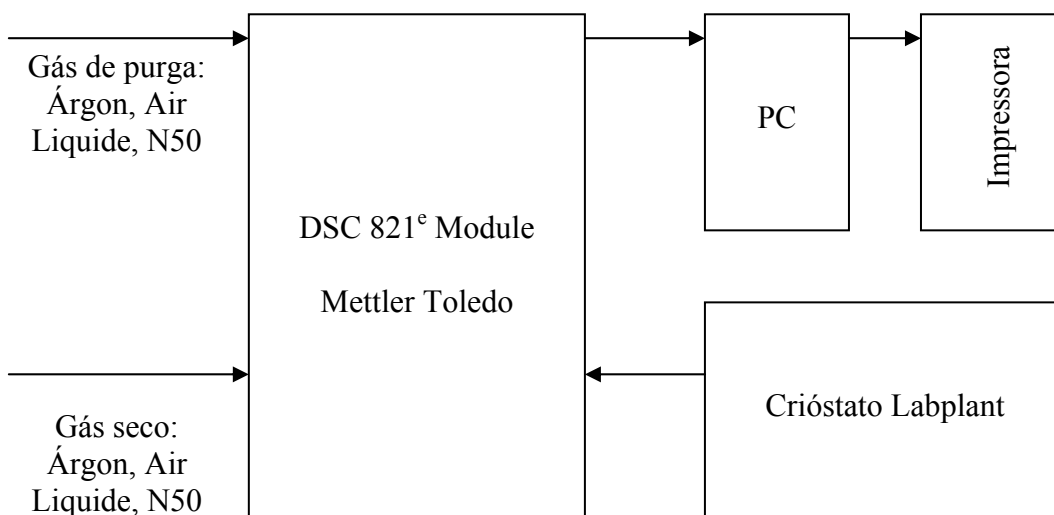 Gás de purga:
Árgon, Air
Liquide, N50
DSC 821ᵉ Module
Mettler Toledo
PC
Impressora
Gás seco:
Árgon, Air
Liquide, N50
Crióstato Labplant